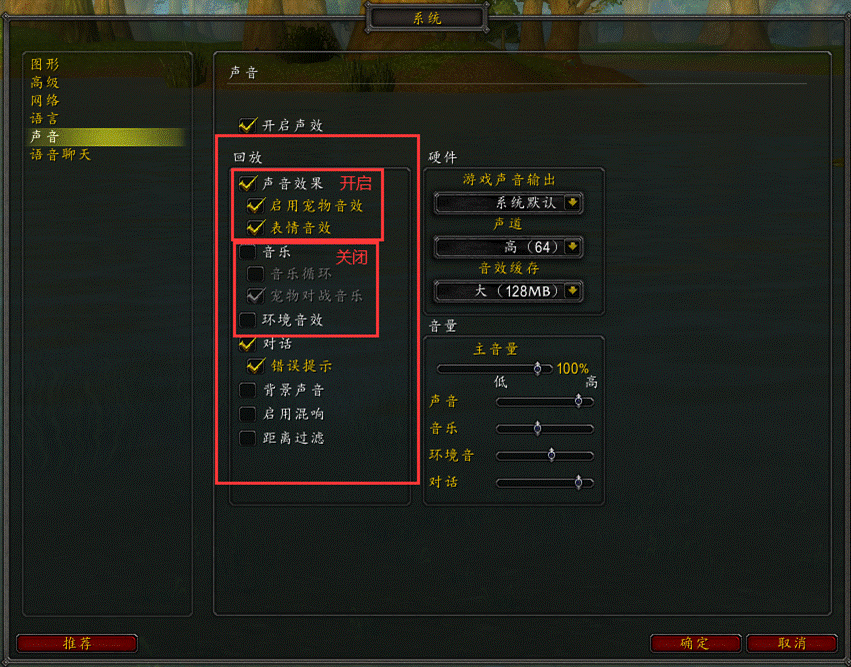 系统
图形
高级
网络
语言
声音
语音聊天
声音
开启声效
回放
声音效果 开启
启用宠物音效
表情音效
音乐 关闭
音乐循环
宠物对战音乐
环境音效
对话
错误提示
背景声音
启用混响
距离过滤
硬件
游戏声音输出
系统默认
声道
高（64）
音效缓存
大（128MB）
音量
主音量
100%
低 高
声音
音乐
环境音
对话
推荐
确定
取消